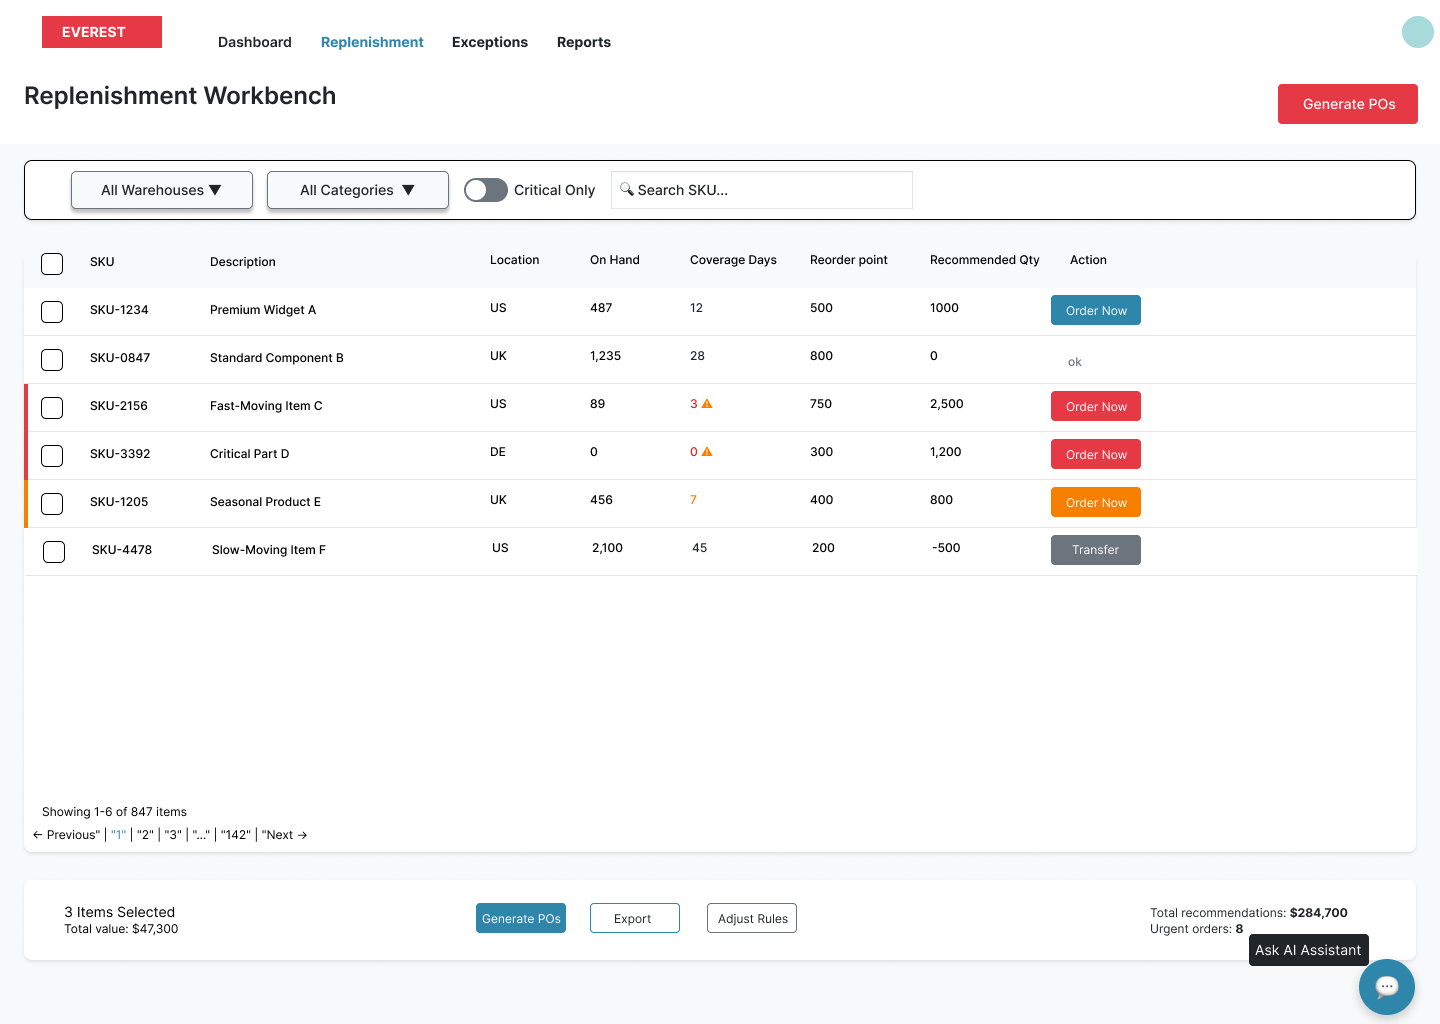 EVEREST
Dashboard Replenishment Exceptions Reports
Replenishment Workbench
Generate POs
All Warehouses ▼ All Categories ▼ Critical Only 🔍 Search SKU...
SKU Description Location On Hand Coverage Days Reorder point Recommended Qty Action
SKU-1234 Premium Widget A US 487 12 500 1000 Order Now
SKU-0847 Standard Component B UK 1,235 28 800 0 ok
SKU-2156 Fast-Moving Item C US 89 3 ⚠ 750 2,500 Order Now
SKU-3392 Critical Part D DE 0 0 ⚠ 300 1,200 Order Now
SKU-1205 Seasonal Product E UK 456 7 400 800 Order Now
SKU-4478 Slow-Moving Item F US 2,100 45 200 -500 Transfer
Showing 1-6 of 847 items
← Previous" | "1" | "2" | "3" | "..." | "142" | "Next →
3 Items Selected
Total value: $47,300
Generate POs Export Adjust Rules
Total recommendations: $284,700
Urgent orders: 8
Ask AI Assistant